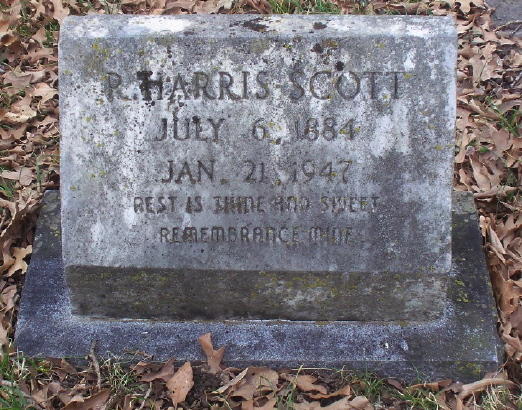 R. HARRIS SCOTT
JULY 6, 1884
JAN. 21, 1947
REST IS THINE AND SWEET
REMEMBRANCE MINE